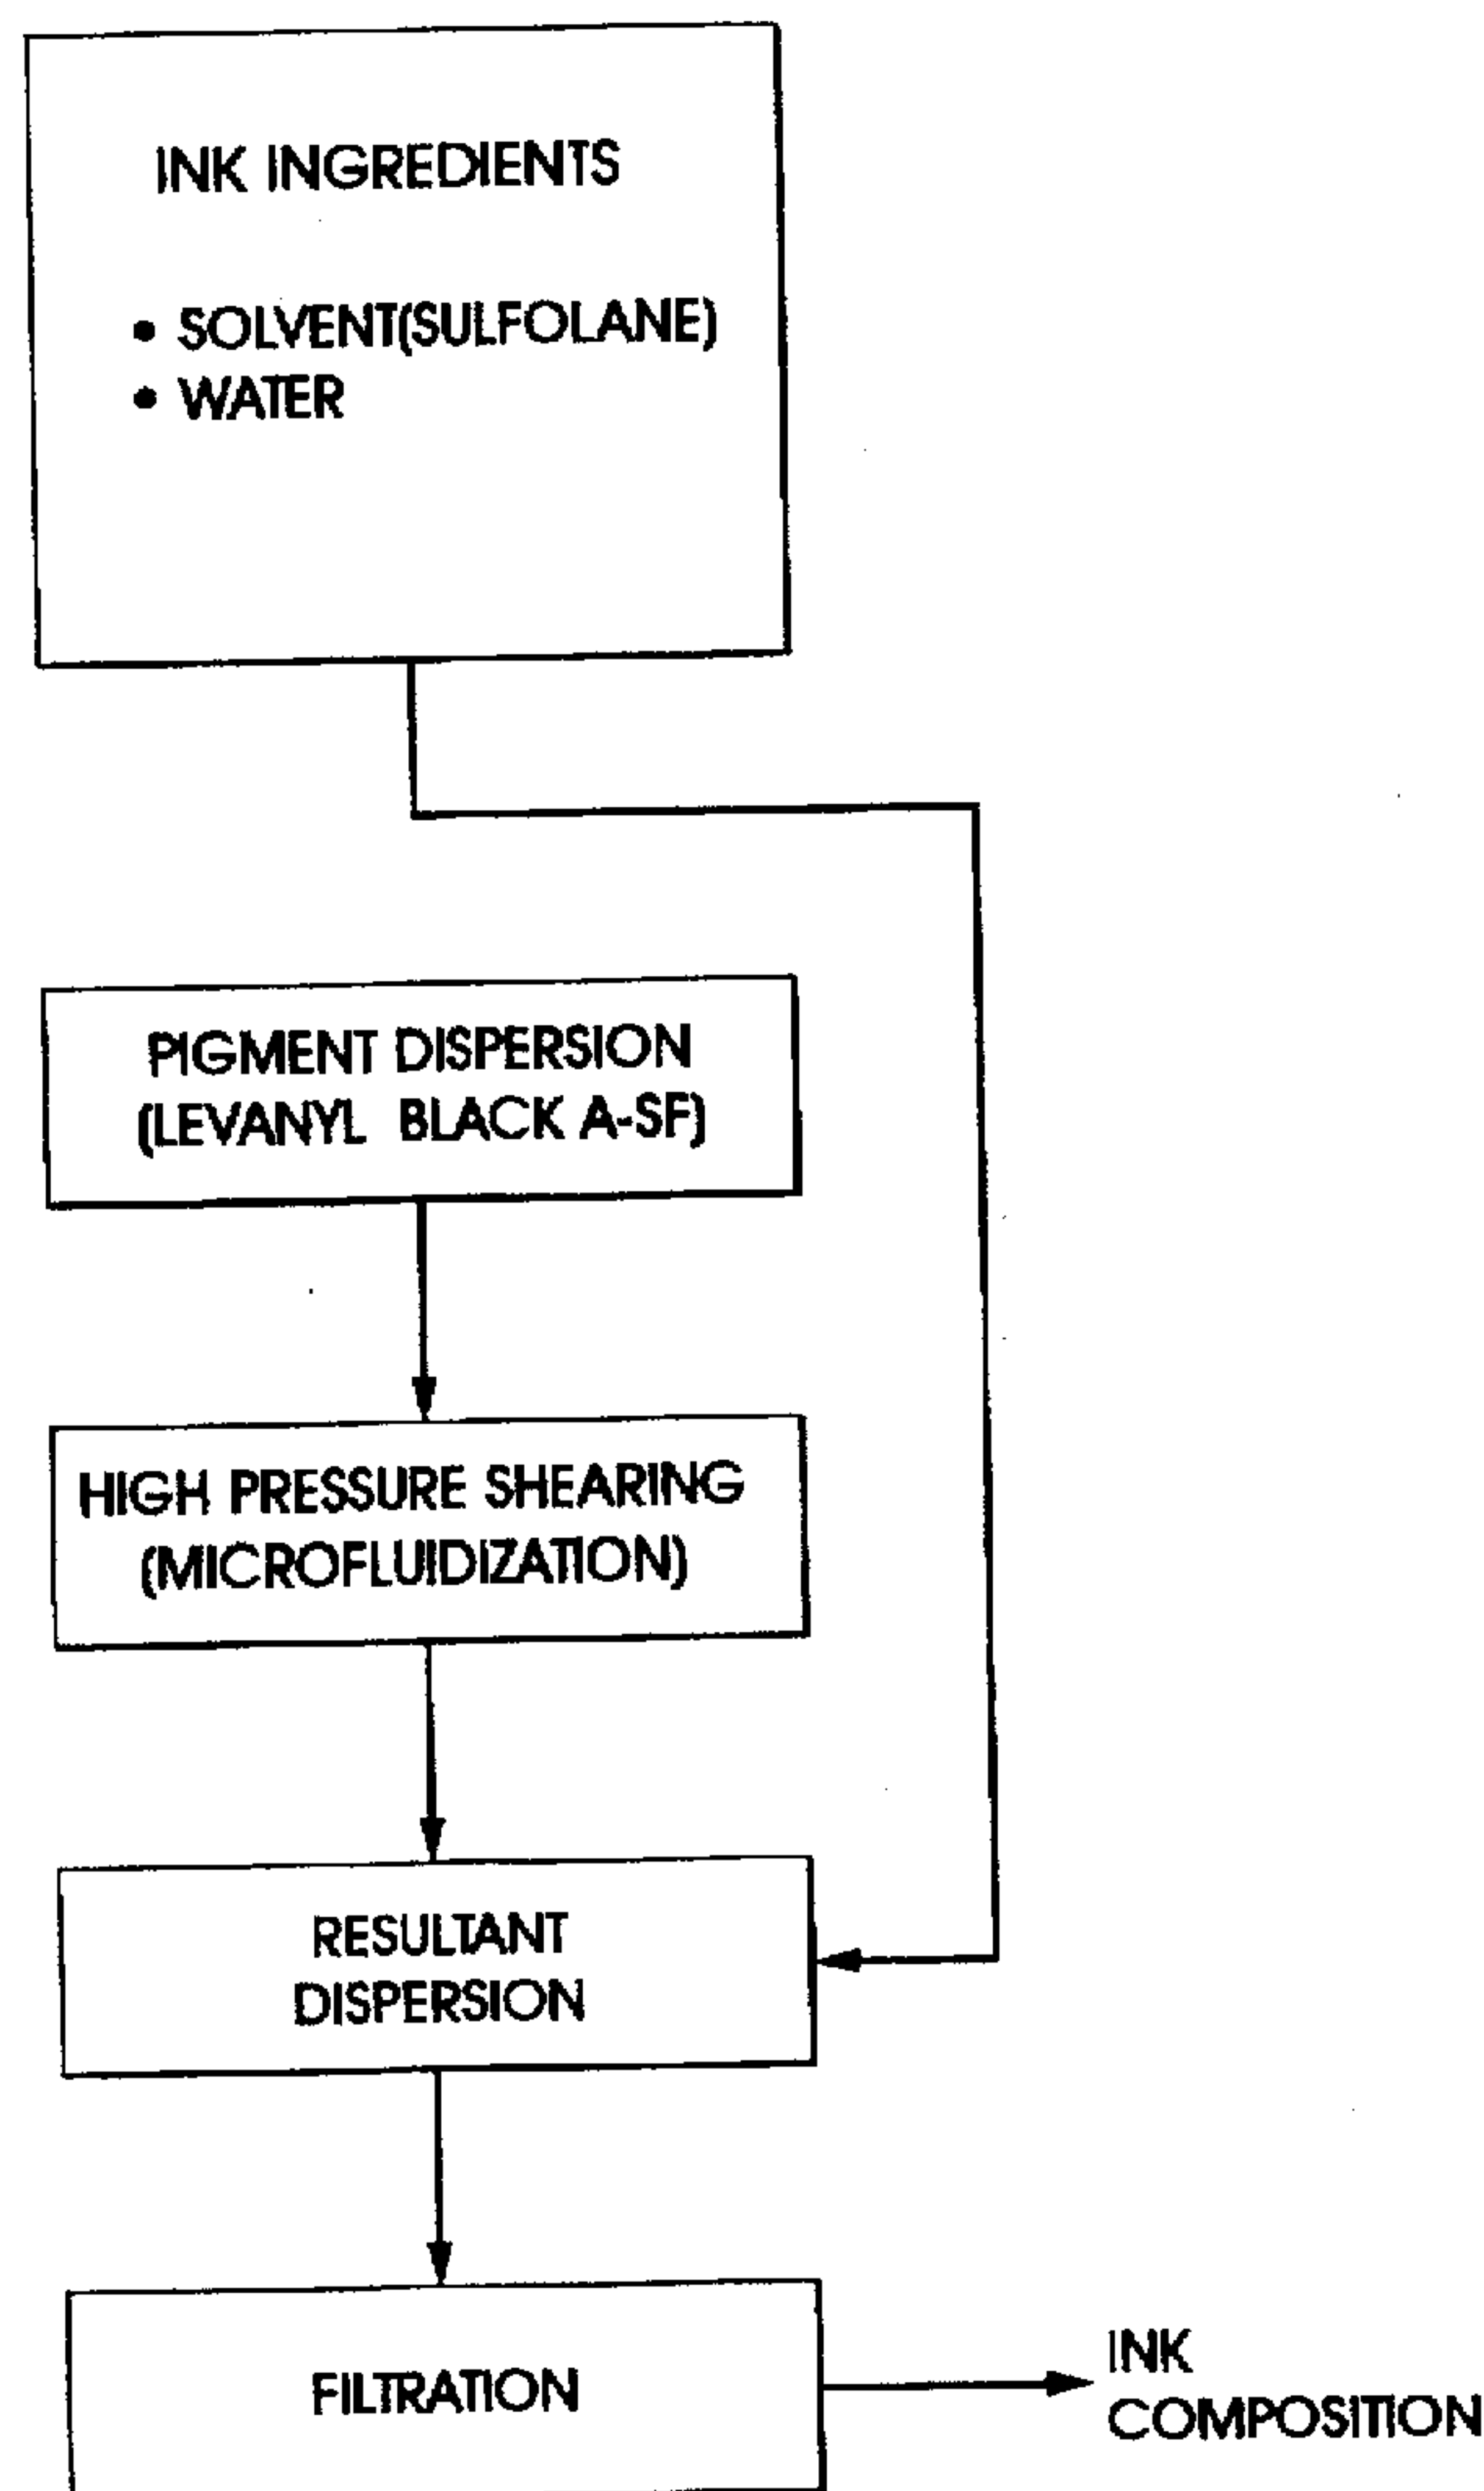 INK INGREDIENTS
• SOLVENT(SULFOLANE)
• WATER
PIGMENT DISPERSION
(LEVANYL BLACK A-SF)
HIGH PRESSURE SHEARING
(MICROFLUIDIZATION)
RESULTANT
DISPERSION
FILTRATION
INK
COMPOSITION